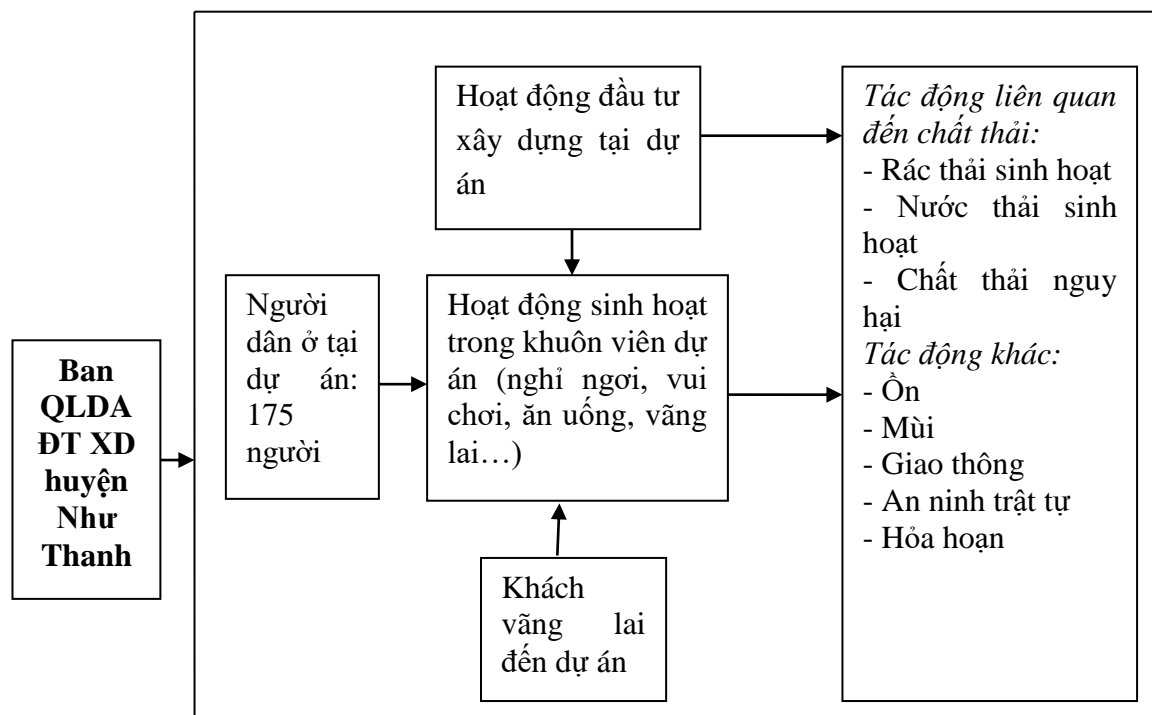 Ban
QLDA
ĐT XD
huyện
Như
Thanh
Hoạt động đầu tư
xây dựng tại dự
án
Người
dân ở tại
dự án:
175
người
Hoạt động sinh hoạt
trong khuôn viên dự
án (nghỉ ngơi, vui
chơi, ăn uống, vãng
lai…)
Khách
vãng lai
đến dự án
Tác động liên quan
đến chất thải:
- Rác thải sinh hoạt
- Nước thải sinh
hoạt
- Chất thải nguy
hại
Tác động khác:
- Ồn
- Mùi
- Giao thông
- An ninh trật tự
- Hỏa hoạn